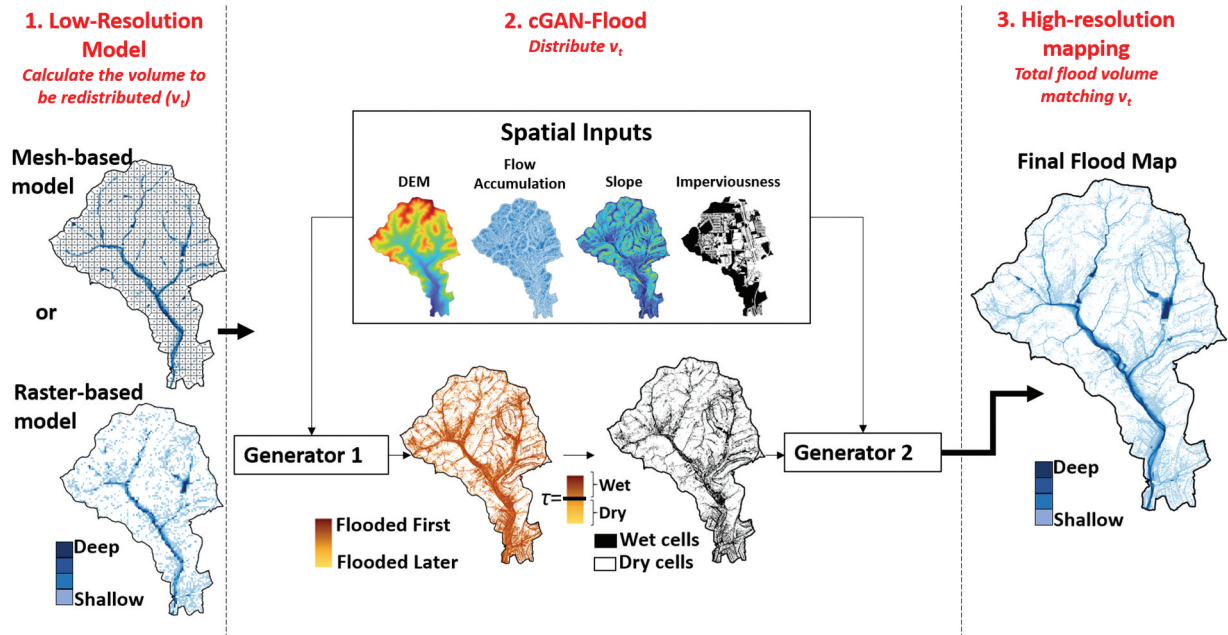 1. Low-Resolution
Model
Calculate the volume to
be redistributed (vt)
Mesh-based
model
or
Raster-based
model
Deep
Shallow
2. cGAN-Flood
Distribute vt
Spatial Inputs
DEM
Flow
Accumulation
Slope
Imperviousness
Generator 1
Flooded First
Flooded Later
τ=
Wet
Dry
Wet cells
Dry cells
Generator 2
3. High-resolution
mapping
Total flood volume
matching vt
Final Flood Map
Deep
Shallow